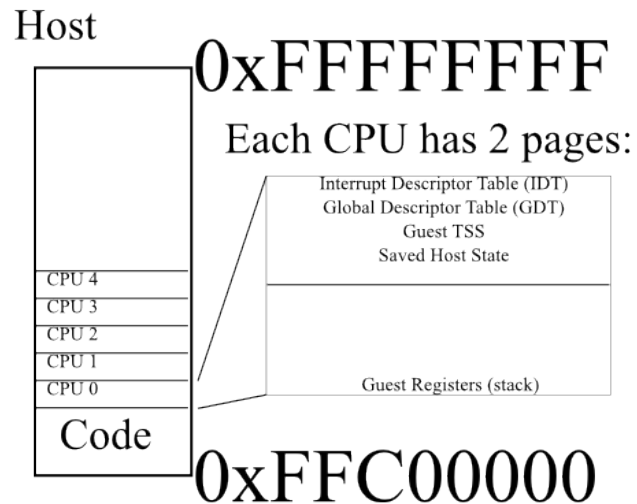 Host
0xFFFFFFFF
Each CPU has 2 pages:
Interrupt Descriptor Table (IDT)
Global Descriptor Table (GDT)
Guest TSS
Saved Host State
CPU 4
CPU 3
CPU 2
CPU 1
CPU 0
Guest Registers (stack)
Code
0xFFC00000